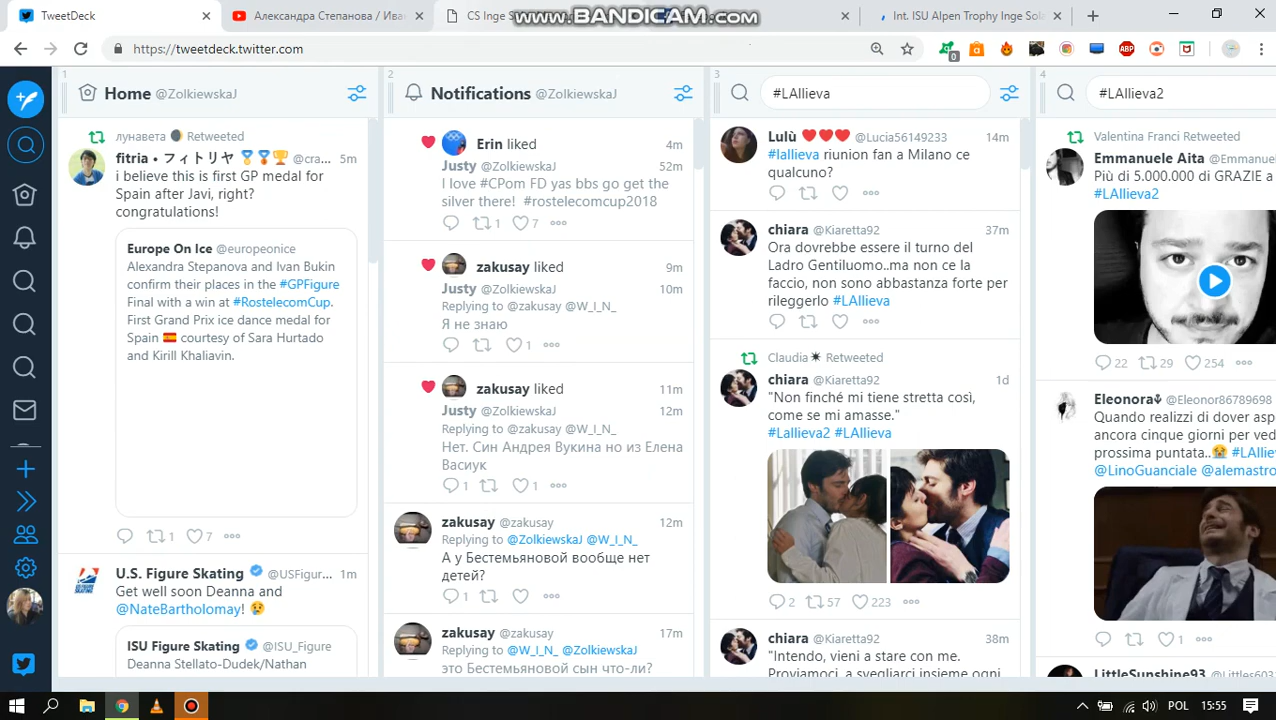 TweetDeck
Александра Степанова / Ива
CS Inge S
www.BANDICAM.com
Int. ISU Alpen Trophy Inge Sol
https://tweetdeck.twitter.com
0
ABP
1
Home @ZolkiewskaJ
лунавета Retweeted
fitria • フィトリヤ @cra... 5m
i believe this is first GP medal for
Spain after Javi, right?
congratulations!
Europe On Ice @europeonice
Alexandra Stepanova and Ivan Bukin
confirm their places in the #GPFigure
Final with a win at #RostelecomCup.
First Grand Prix ice dance medal for
Spain 🇪🇸 courtesy of Sara Hurtado
and Kirill Khaliavin.
1 7
U.S. Figure Skating @USFigur... 1m
Get well soon Deanna and
@NateBartholomay! 😢
ISU Figure Skating @ISU_Figure
Deanna Stellato-Dudek/Nathan
2
Notifications @ZolkiewskaJ
Erin liked 4m
Justy @ZolkiewskaJ 52m
I love #CPom FD yas bbs go get the
silver there! #rostelecomcup2018
1 7
zakusay liked 9m
Justy @ZolkiewskaJ 10m
Replying to @zakusay @W_I_N_
Я не знаю
1
zakusay liked 11m
Justy @ZolkiewskaJ 12m
Replying to @zakusay @W_I_N_
Нет. Син Андрея Вукина но из Елена
Васиук
1 1
zakusay @zakusay 12m
Replying to @ZolkiewskaJ @W_I_N_
А у Бестемьяновой вообще нет
детей?
1
zakusay @zakusay 17m
Replying to @W_I_N_ @ZolkiewskaJ
это Бестемьяновой сын что-ли?
3
#LAllieva
Lulù ❤❤❤ @Lucia56149233 14m
#lallieva riunion fan a Milano ce
qualcuno?
chiara @Kiaretta92 37m
Ora dovrebbe essere il turno del
Ladro Gentiluomo..ma non ce la
faccio, non sono abbastanza forte per
rileggerlo #LAllieva
Claudia ✷ Retweeted
chiara @Kiaretta92 1d
"Non finché mi tiene stretta così,
come se mi amasse."
#Lallieva2 #LAllieva
2 57 223
chiara @Kiaretta92 38m
"Intendo, vieni a stare con me.
Proviamoci, a svegliarci insieme ogni
4
#LAllieva2
Valentina Franci Retweeted
Emmanuele Aita @Emmanue
Più di 5.000.000 di GRAZIE a
#LAllieva2
22 29 254
Eleonora @Eleonor86789698
Quando realizzi di dover asp
ancora cinque giorni per ved
prossima puntata..😭 #LAllie
@LinoGuanciale @alemastro
1
LittleSunshine93 @Littles603
POL 15:55